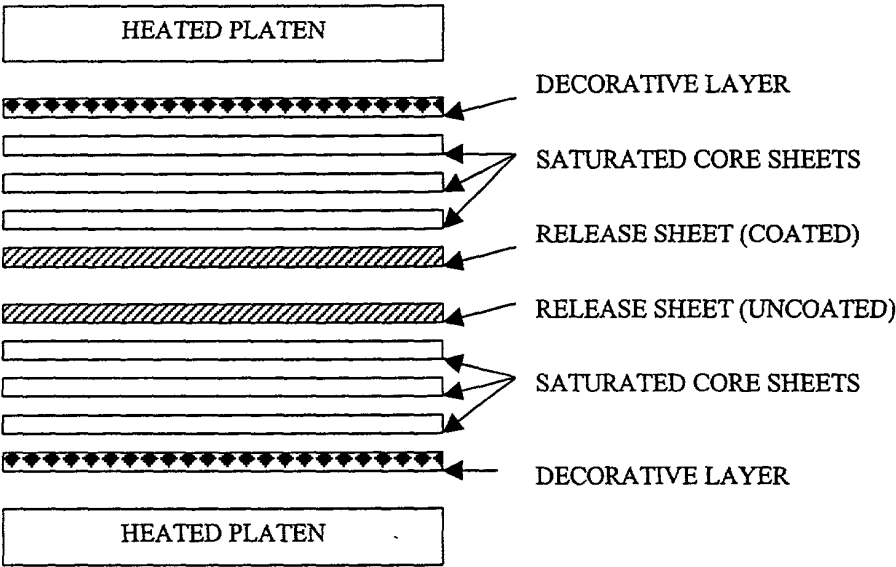 HEATED PLATEN
DECORATIVE LAYER
SATURATED CORE SHEETS
RELEASE SHEET (COATED)
RELEASE SHEET (UNCOATED)
SATURATED CORE SHEETS
DECORATIVE LAYER
HEATED PLATEN